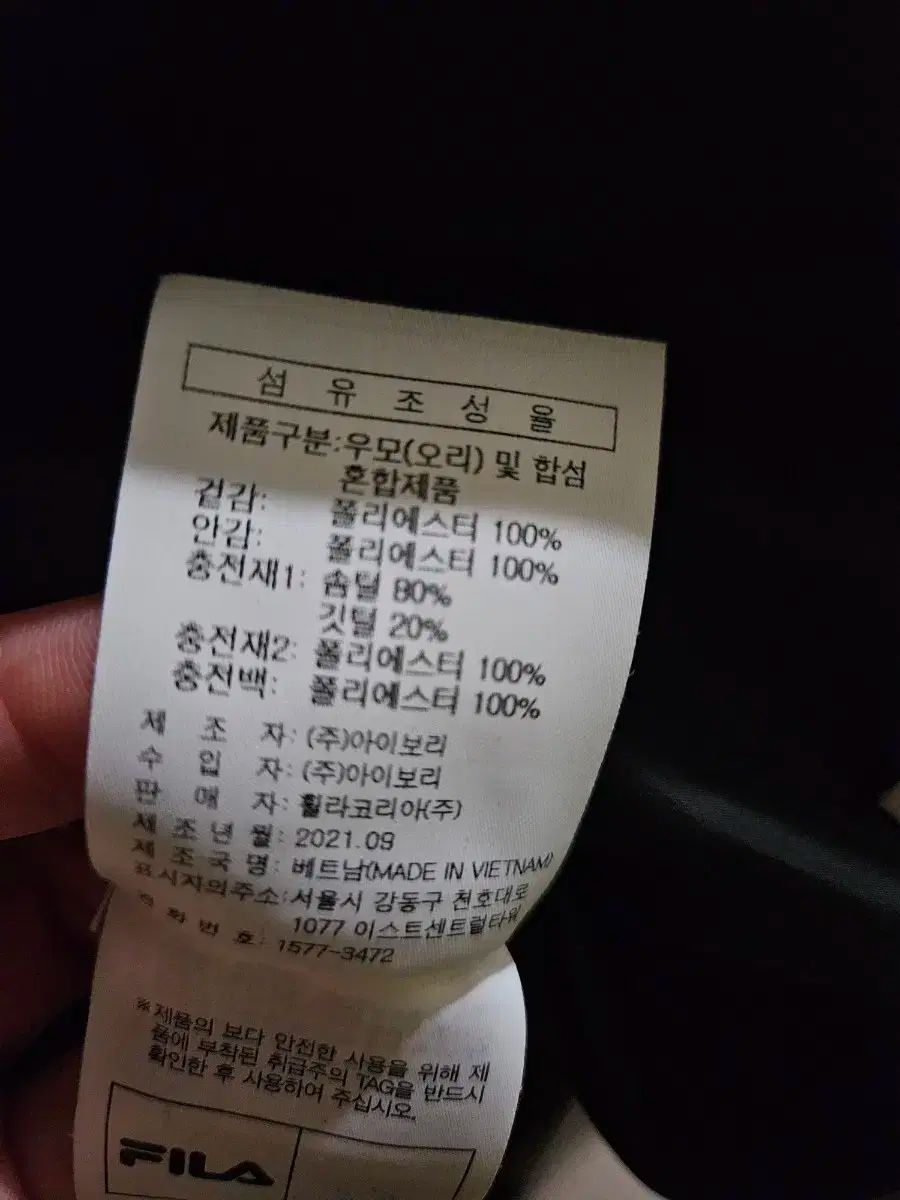 섬 유 조 성 율
제품구분:우모(오리) 및 합섬
혼합제품
겉감: 폴리에스터 100%
안감: 폴리에스터 100%
충전재1: 솜털 80%
깃털 20%
충전재2: 폴리에스터 100%
충전백: 폴리에스터 100%
제 조 자: (주)아이보리
수 입 자: (주)아이보리
판 매 자: 휠라코리아(주)
제 조 년 월: 2021.09
제 조 국 명: 베트남(MADE IN VIETNAM)
표시자의주소:서울시 강동구 천호대로
1077 이스트센트럴타워
전 화 번 호: 1577-3472
※제품의 보다 안전한 사용을 위해 제
품에 부착된 취급주의 TAG을 반드시
확인한 후 사용하여 주십시오.
FILA